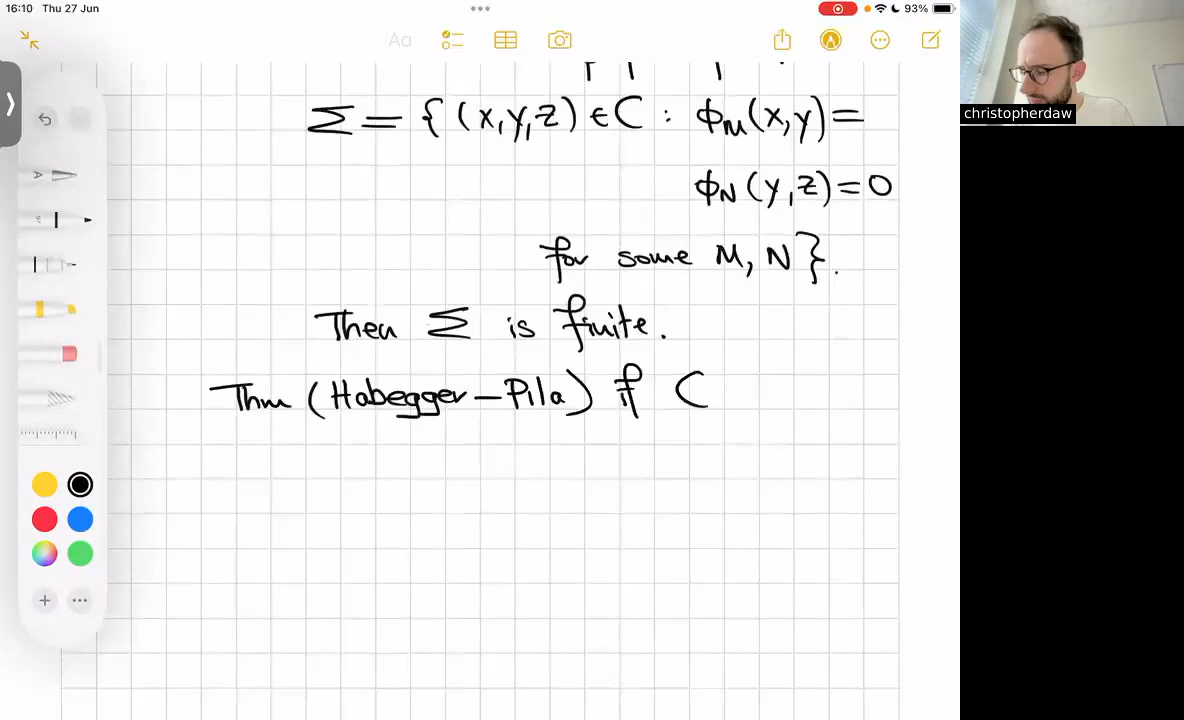 16:10 Thu 27 Jun
93%
Aa
christopherdaw
Σ = { (x,y,z) ∈ C : ϕ_M(x,y) =
ϕ_N(y,z) = 0
for some M, N }.
Then Σ is finite.
Thm (Habegger–Pila) if C